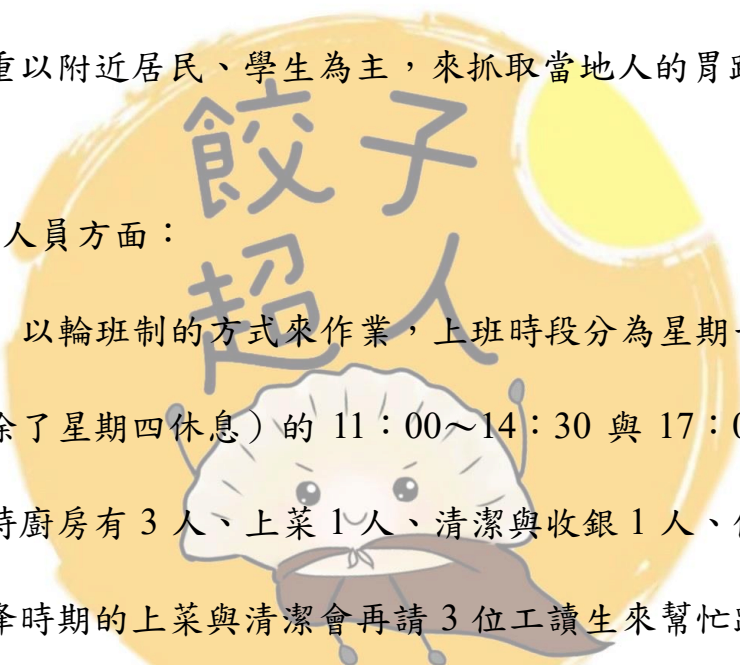 重以附近居民、學生為主，來抓取當地人的胃
餃子
人員方面：
超人
以輪班制的方式來作業，上班時段分為星期
除了星期四休息）的 11：00～14：30 與 17：0
時廚房有 3 人、上菜 1 人、清潔與收銀 1 人、
峰時期的上菜與清潔會再請 3 位工讀生來幫忙